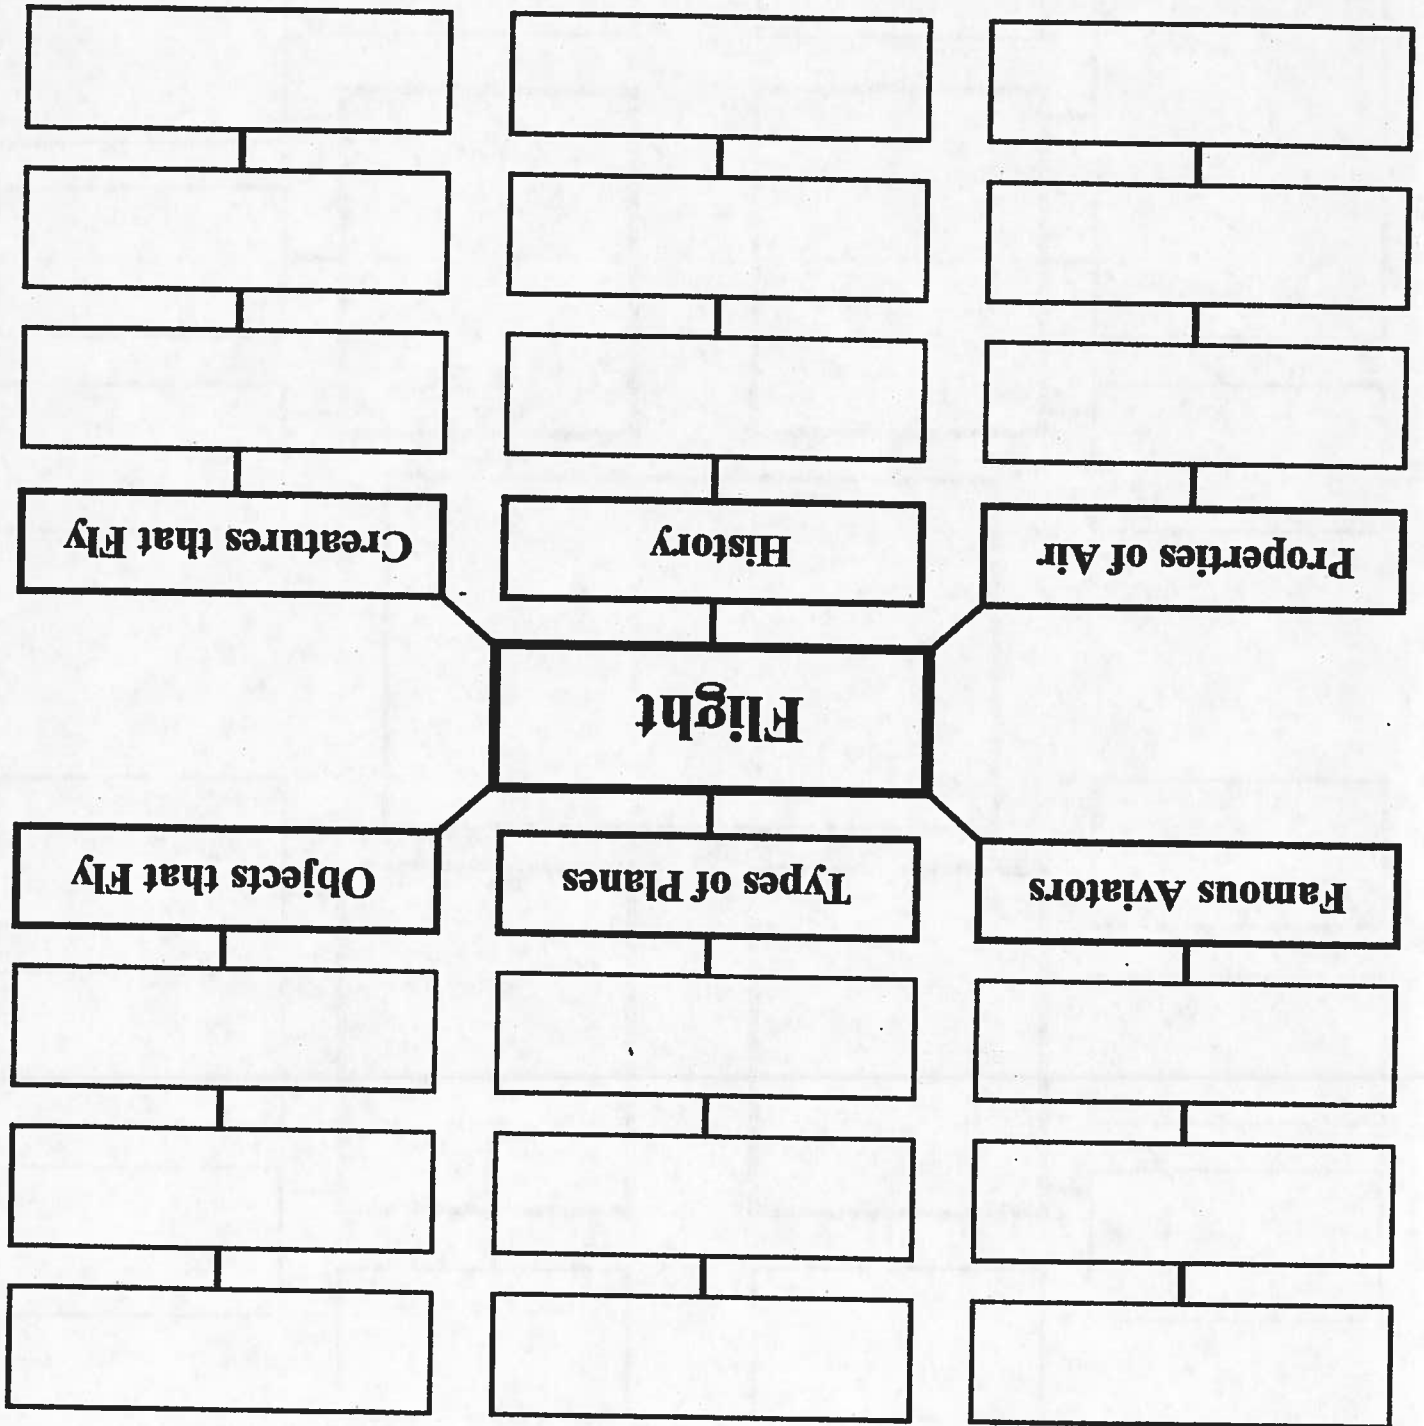 Famous Aviators
Types of Planes
Objects that Fly
Flight
Properties of Air
History
Creatures that Fly